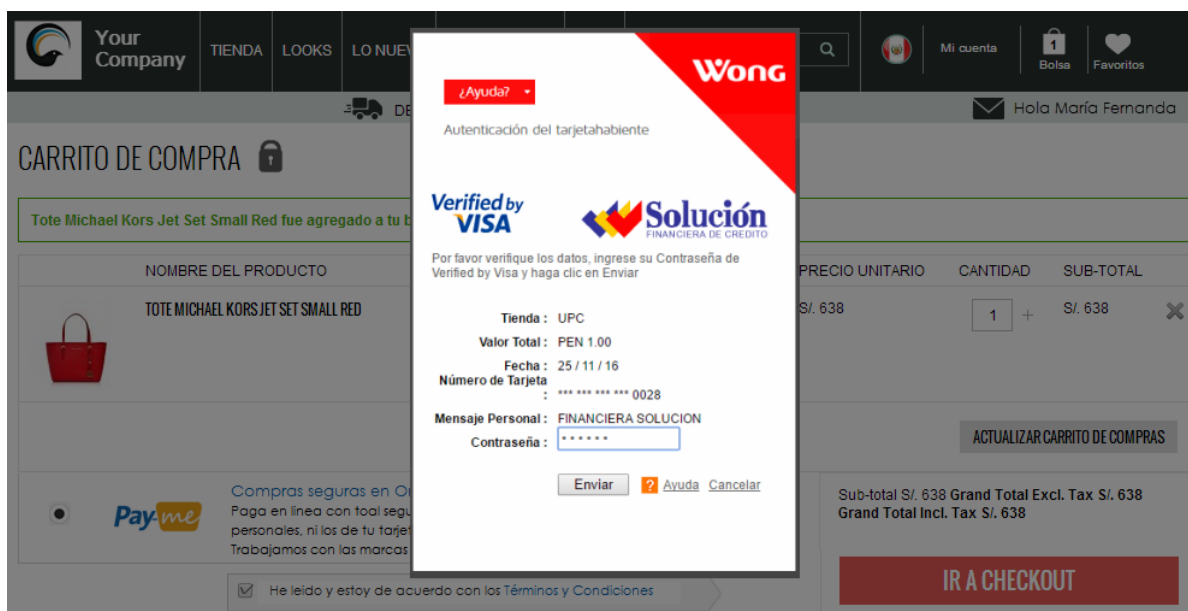 Your Company
TIENDA LOOKS LO NUEV
Mi cuenta
1
Bolsa
Favoritos
Wong
¿Ayuda?
DE
Hola María Fernanda
Autenticación del tarjetahabiente
CARRITO DE COMPRA
Verified by VISA
Solución
FINANCIERA DE CREDITO
Tote Michael Kors Jet Set Small Red fue agregado a tu b
Por favor verifique los datos, ingrese su Contraseña de
Verified by Visa y haga clic en Enviar
NOMBRE DEL PRODUCTO PRECIO UNITARIO CANTIDAD SUB-TOTAL
TOTE MICHAEL KORS JET SET SMALL RED S/. 638 1 + S/. 638
Tienda : UPC
Valor Total : PEN 1.00
Fecha : 25 / 11 / 16
Número de Tarjeta
: *** *** *** *** 0028
Mensaje Personal : FINANCIERA SOLUCION
Contraseña : ******
ACTUALIZAR CARRITO DE COMPRAS
Enviar ? Ayuda Cancelar
Pay-me
Compras seguras en O
Paga en linea con toal segu
personales, ni los de tu tarjet
Trabajamos con las marcas
He leido y estoy de acuerdo con los Términos y Condiciones
Sub-total S/. 638 Grand Total Excl. Tax S/. 638
Grand Total Incl. Tax S/. 638
IR A CHECKOUT